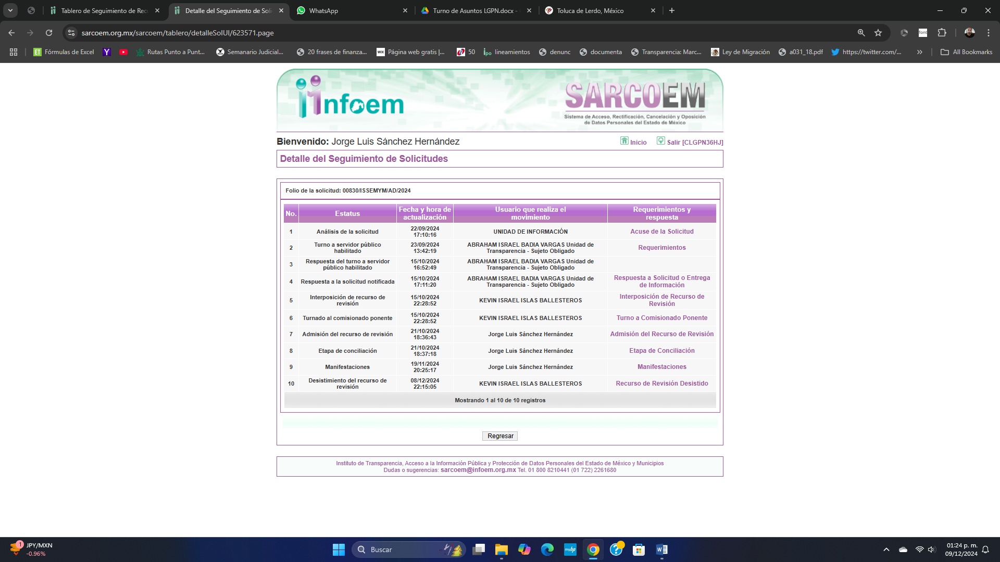 Tablero de Seguimiento de Rec
Detalle del Seguimiento de Soli
WhatsApp
Turno de Asuntos LGPN.docx -
Toluca de Lerdo, México
sarcoem.org.mx/sarcoem/tablero/detalleSolUI/623571.page
Fórmulas de Excel
Rutas Punto a Punt...
Semanario Judicial...
20 frases de finanza...
Página web gratis |...
50
lineamientos
denunc
documenta
Transparencia: Marc...
Ley de Migración
a031_18.pdf
https://twitter.com/...
All Bookmarks
infoem
SARCOEM
Sistema de Acceso, Rectificación, Cancelación y Oposición
de Datos Personales del Estado de México
Bienvenido: Jorge Luis Sánchez Hernández
Inicio
Salir [CLGPN36HJ]
Detalle del Seguimiento de Solicitudes
Folio de la solicitud: 00830/ISSEMYM/AD/2024
No. Estatus Fecha y hora de actualización Usuario que realiza el movimiento Requerimientos y respuesta
1 Análisis de la solicitud 22/09/2024 17:10:16 UNIDAD DE INFORMACIÓN Acuse de la Solicitud
2 Turno a servidor público habilitado 23/09/2024 13:42:19 ABRAHAM ISRAEL BADIA VARGAS Unidad de Transparencia - Sujeto Obligado Requerimientos
3 Respuesta del turno a servidor público habilitado 15/10/2024 16:52:49 ABRAHAM ISRAEL BADIA VARGAS Unidad de Transparencia - Sujeto Obligado
4 Respuesta a la solicitud notificada 15/10/2024 17:11:20 ABRAHAM ISRAEL BADIA VARGAS Unidad de Transparencia - Sujeto Obligado Respuesta a Solicitud o Entrega de Información
5 Interposición de recurso de revisión 15/10/2024 22:28:52 KEVIN ISRAEL ISLAS BALLESTEROS Interposición de Recurso de Revisión
6 Turnado al comisionado ponente 15/10/2024 22:28:52 KEVIN ISRAEL ISLAS BALLESTEROS Turno a Comisionado Ponente
7 Admisión del recurso de revisión 21/10/2024 18:36:43 Jorge Luis Sánchez Hernández Admisión del Recurso de Revisión
8 Etapa de conciliación 21/10/2024 18:37:18 Jorge Luis Sánchez Hernández Etapa de Conciliación
9 Manifestaciones 19/11/2024 20:25:17 Jorge Luis Sánchez Hernández Manifestaciones
10 Desistimiento del recurso de revisión 08/12/2024 22:15:05 KEVIN ISRAEL ISLAS BALLESTEROS Recurso de Revisión Desistido
Mostrando 1 al 10 de 10 registros
Regresar
Instituto de Transparencia, Acceso a la Información Pública y Protección de Datos Personales del Estado de México y Municipios
Dudas o sugerencias: sarcoem@infoem.org.mx Tel. 01 800 8210441 (01 722) 2261680
1
JPY/MXN
-0.96%
Buscar
01:24 p. m.
09/12/2024